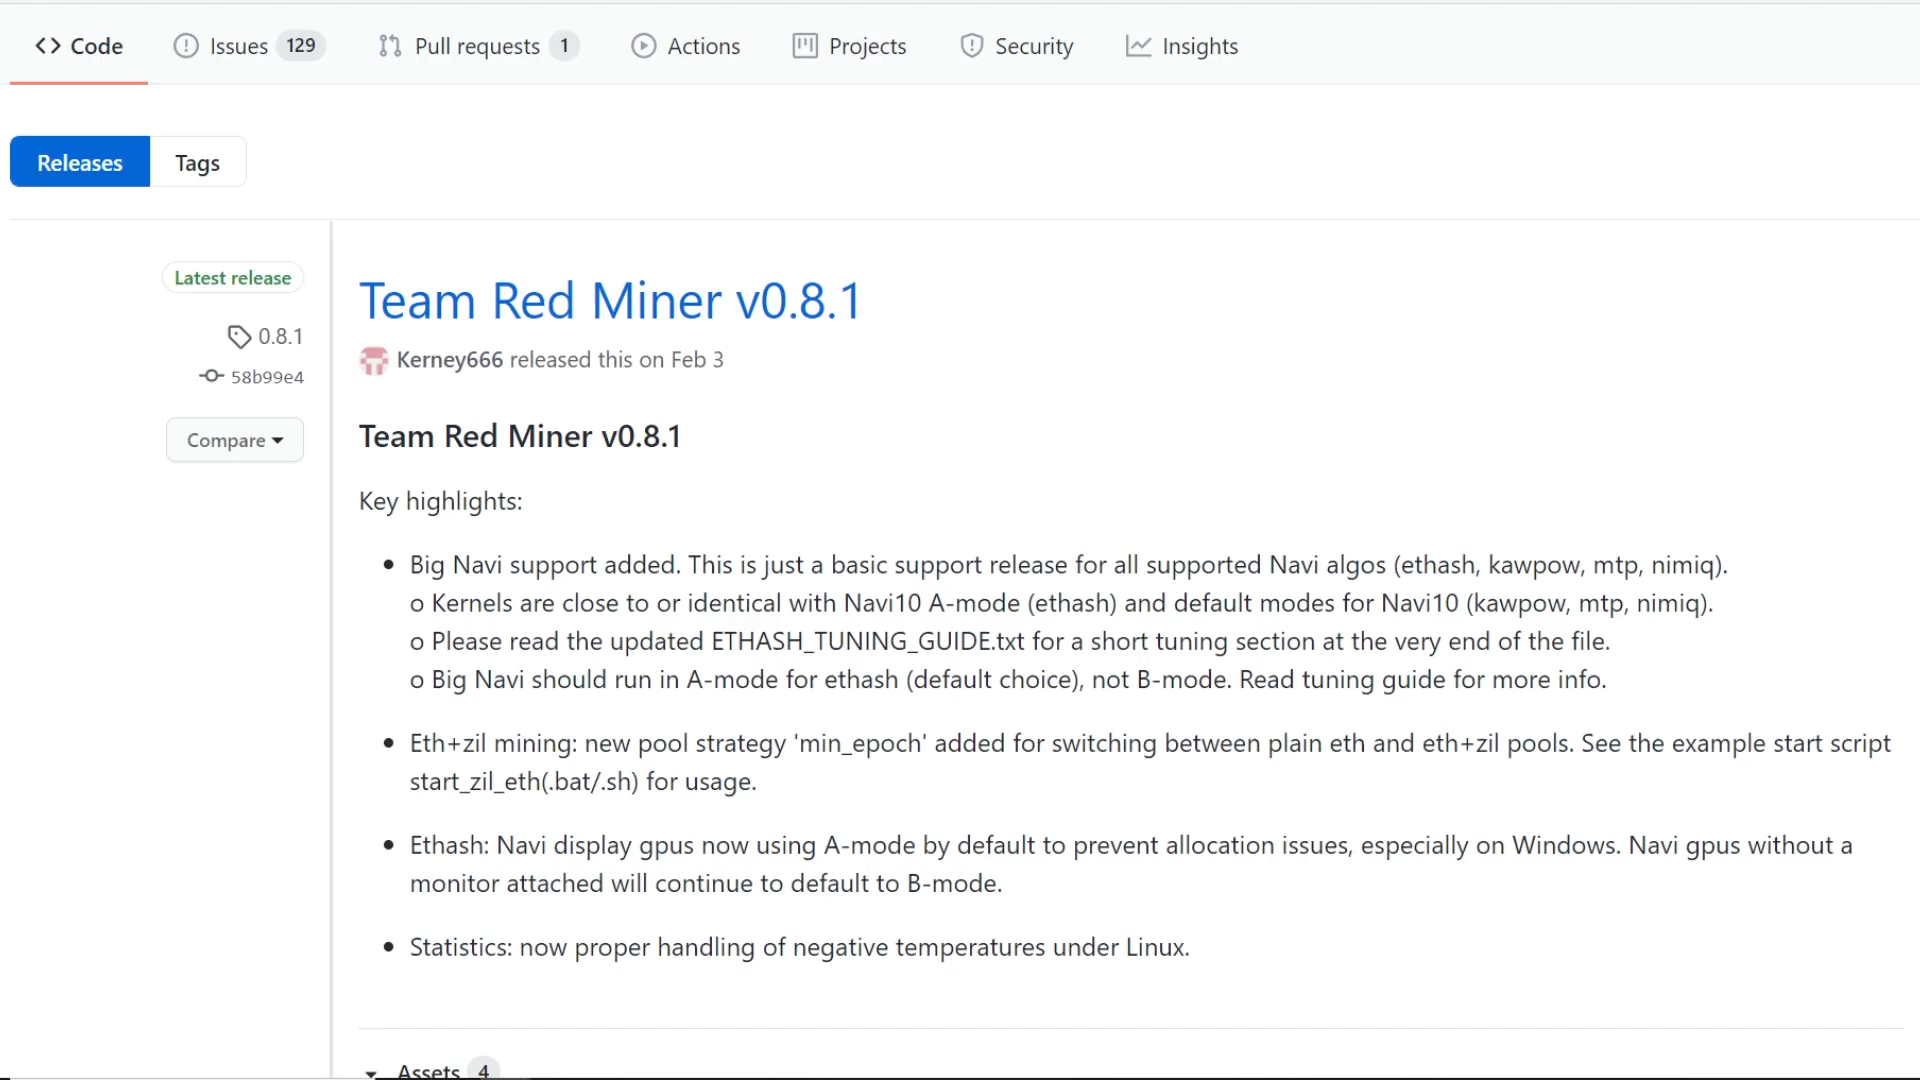 Code Issues 129 Pull requests 1 Actions Projects Security Insights
Releases Tags
Latest release
0.8.1
58b99e4
Compare
Team Red Miner v0.8.1
Kerney666 released this on Feb 3
Team Red Miner v0.8.1
Key highlights:
• Big Navi support added. This is just a basic support release for all supported Navi algos (ethash, kawpow, mtp, nimiq).
o Kernels are close to or identical with Navi10 A-mode (ethash) and default modes for Navi10 (kawpow, mtp, nimiq).
o Please read the updated ETHASH_TUNING_GUIDE.txt for a short tuning section at the very end of the file.
o Big Navi should run in A-mode for ethash (default choice), not B-mode. Read tuning guide for more info.
• Eth+zil mining: new pool strategy 'min_epoch' added for switching between plain eth and eth+zil pools. See the example start script
start_zil_eth(.bat/.sh) for usage.
• Ethash: Navi display gpus now using A-mode by default to prevent allocation issues, especially on Windows. Navi gpus without a
monitor attached will continue to default to B-mode.
• Statistics: now proper handling of negative temperatures under Linux.
Assets 4